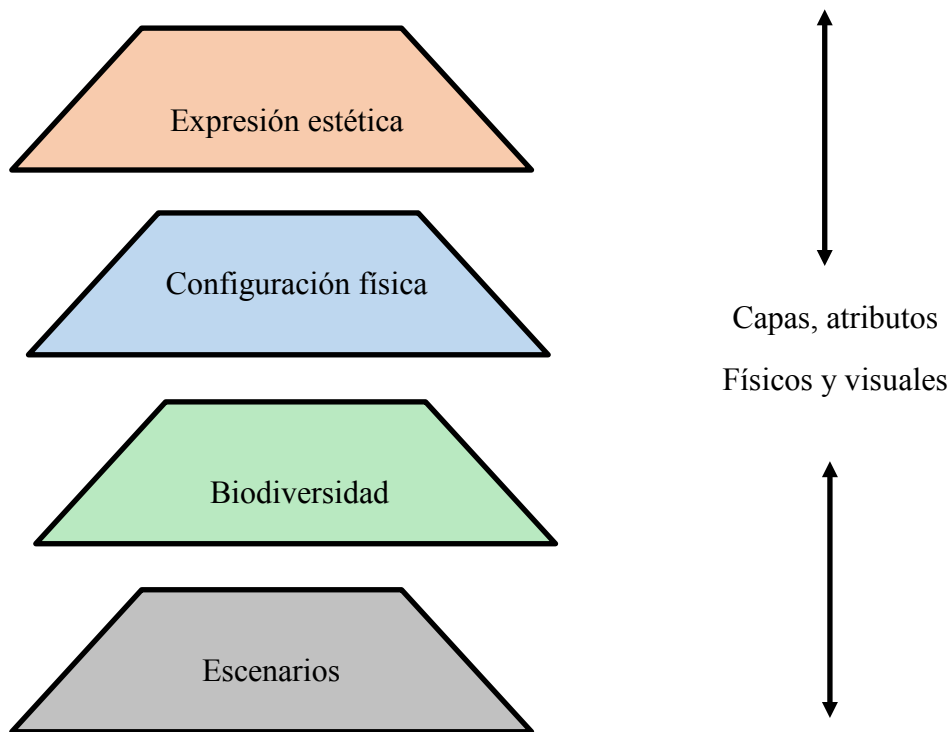 Expresión estética
Configuración física
Capas, atributos
Físicos y visuales
Biodiversidad
Escenarios